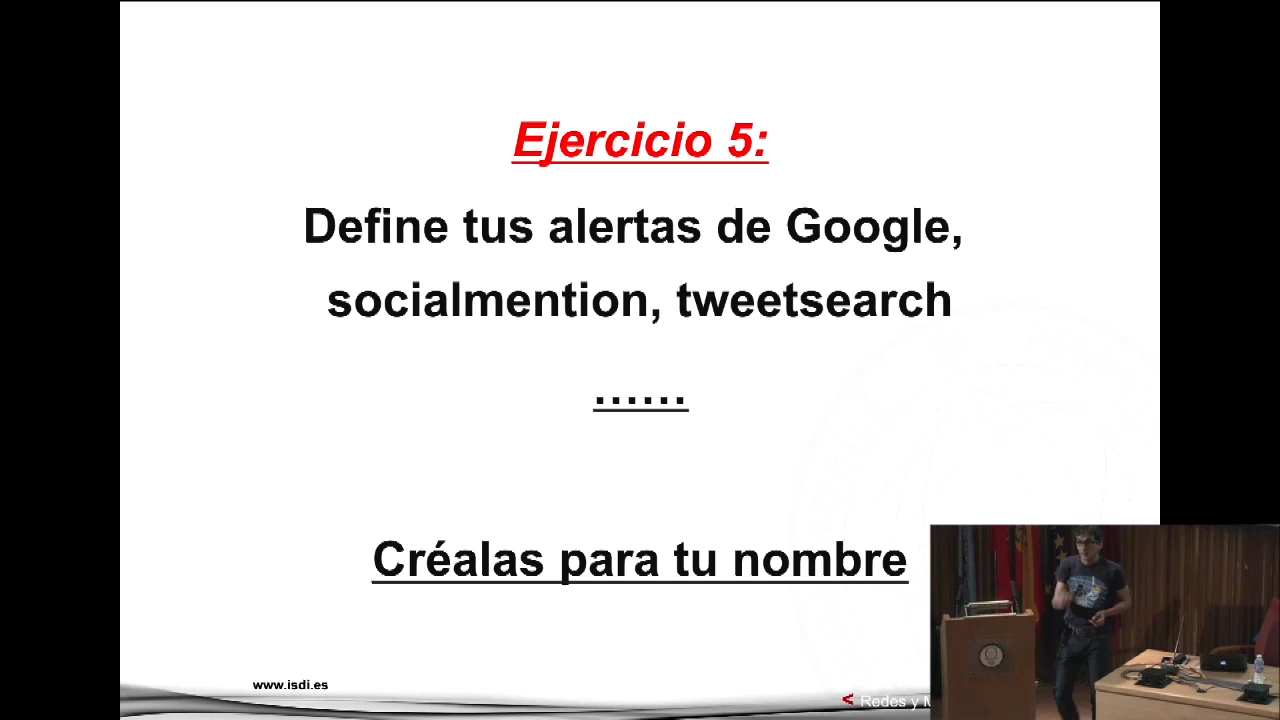 Ejercicio 5:
Define tus alertas de Google,
socialmention, tweetsearch
......
Créalas para tu nombre
www.isdi.es
Redes y